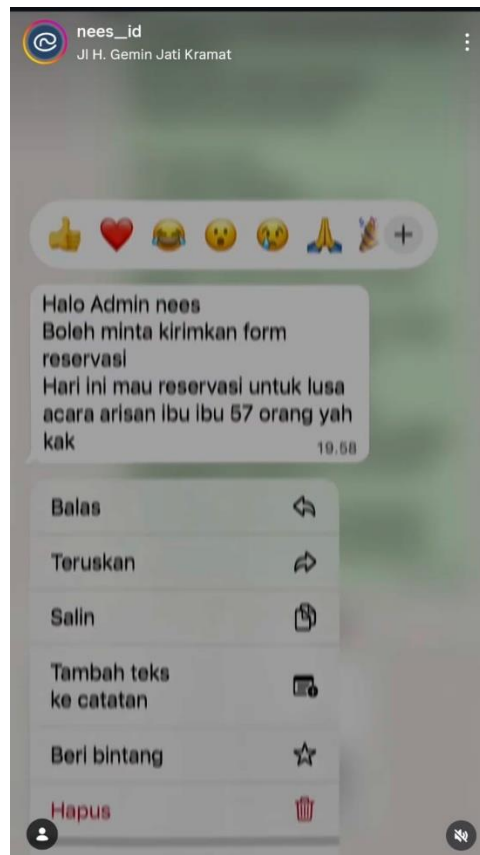 nees_id
Jl H. Gemin Jati Kramat
Halo Admin nees
Boleh minta kirimkan form
reservasi
Hari ini mau reservasi untuk lusa
acara arisan ibu ibu 57 orang yah
kak
19.58
Balas
Teruskan
Salin
Tambah teks
ke catatan
Beri bintang
Hapus